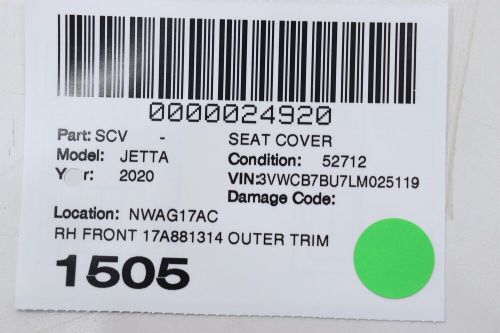 0000024920
Part: SCV - SEAT COVER
Model: JETTA Condition: 52712
Year: 2020 VIN:3VWCB7BU7LM025119
Damage Code:
Location: NWAG17AC
RH FRONT 17A881314 OUTER TRIM
1505